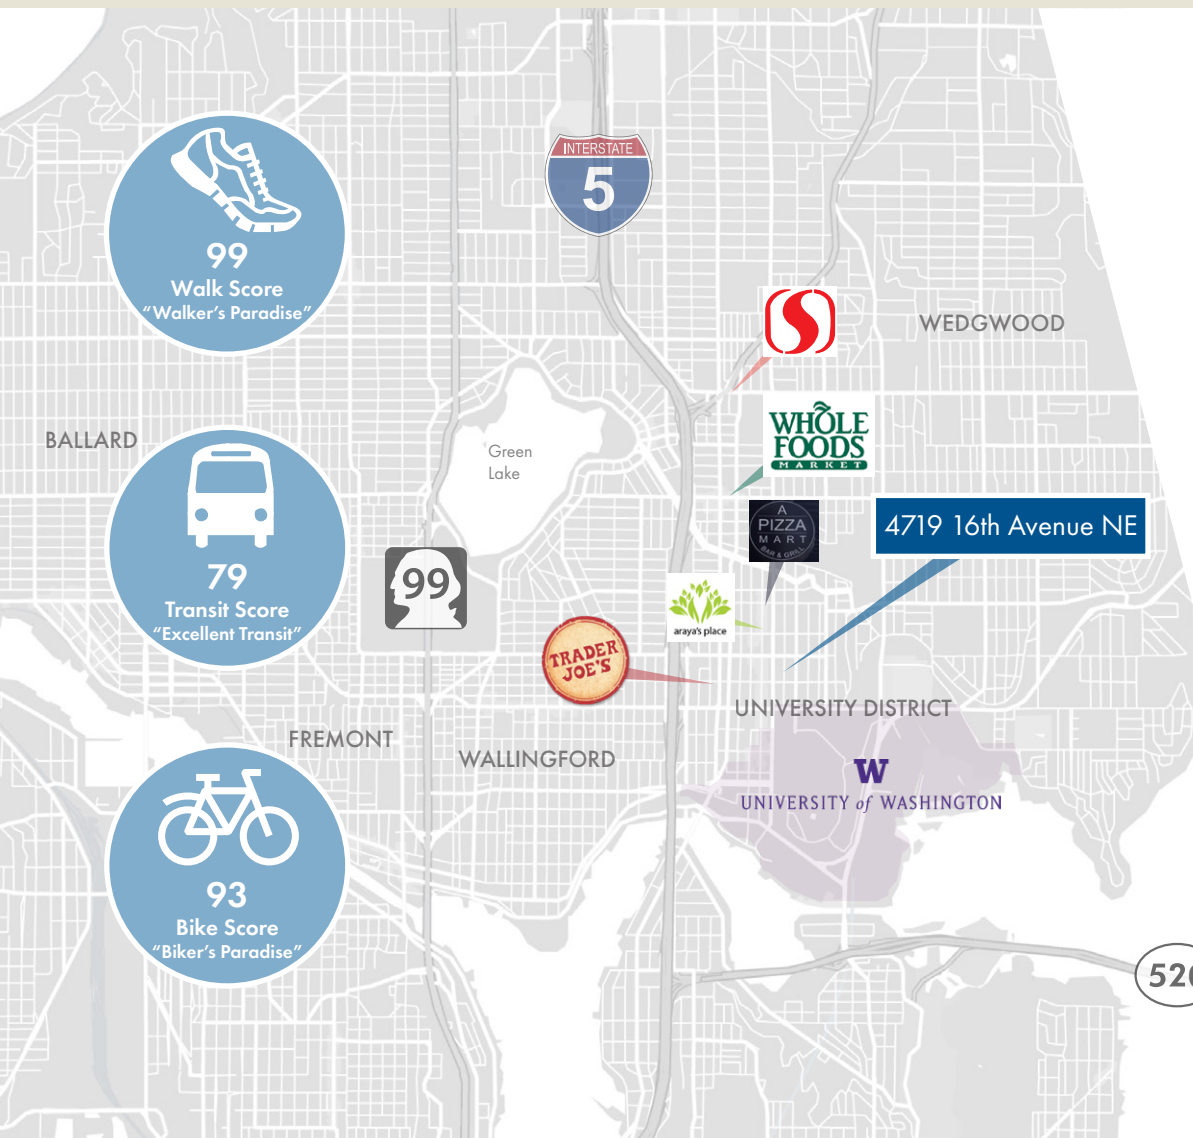 INTERSTATE
5
99
Walk Score
“Walker’s Paradise”
WEDGWOOD
WHOLE
FOODS
MARKET
BALLARD
Green
Lake
79
Transit Score
“Excellent Transit”
99
A
PIZZA
MART
BAR & GRILL
4719 16th Avenue NE
araya's place
TRADER
JOE'S
UNIVERSITY DISTRICT
FREMONT
WALLINGFORD
W
UNIVERSITY of WASHINGTON
93
Bike Score
“Biker’s Paradise”